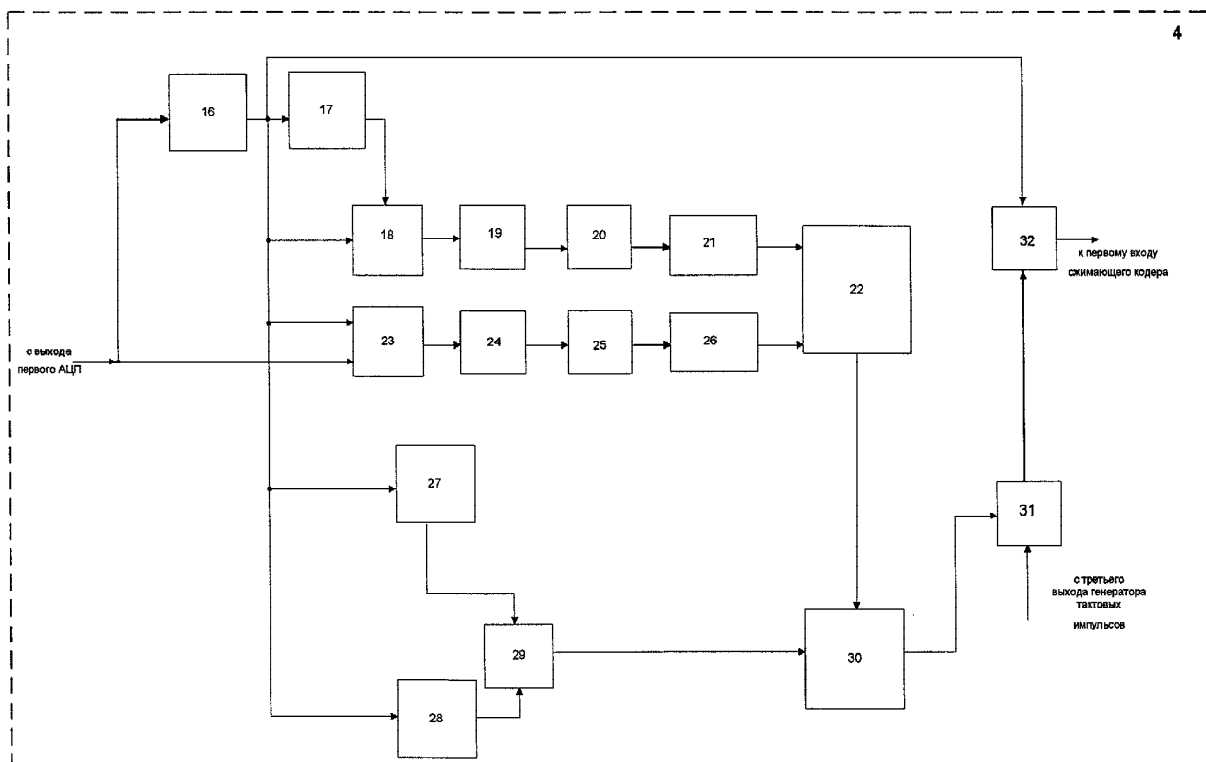 4
16
17
18
19
20
21
22
32
к первому входу
сжимающего кодера
23
24
25
26
с выхода
первого АЦП
27
31
с третьего
выхода генератора
тактовых
импульсов
29
30
28